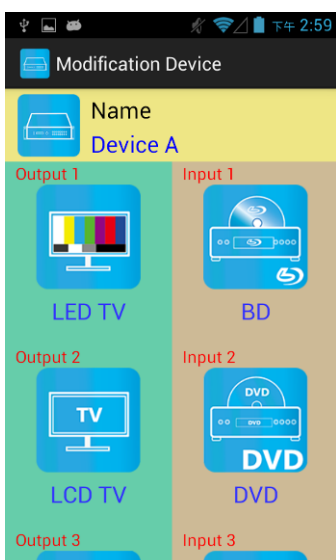 下午 2:59
Modification Device
Name
Device A
Output 1
Input 1
LED TV
BD
Output 2
Input 2
TV
DVD
DVD
DVD
LCD TV
DVD
Output 3
Input 3